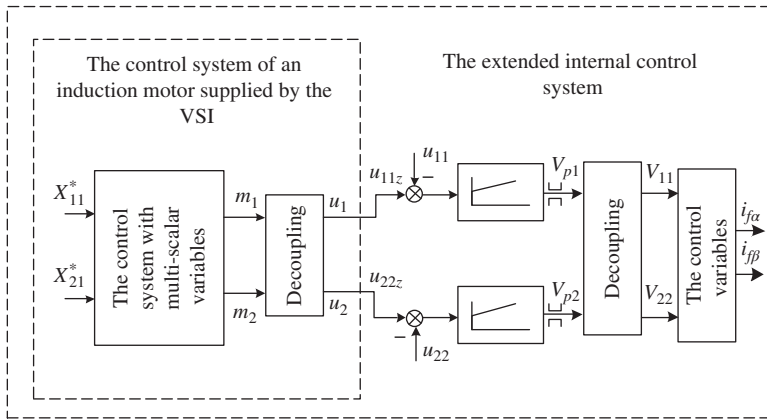 The control system of an
induction motor supplied by the
VSI
The extended internal control
system
X*11
X*21
The control
system with
multi-scalar
variables
m1
m2
Decoupling
u1
u2
u11z
u22z
u11
−
−
u22
Vp1
Vp2
Decoupling
V11
V22
The control
variables
ifα
ifβ